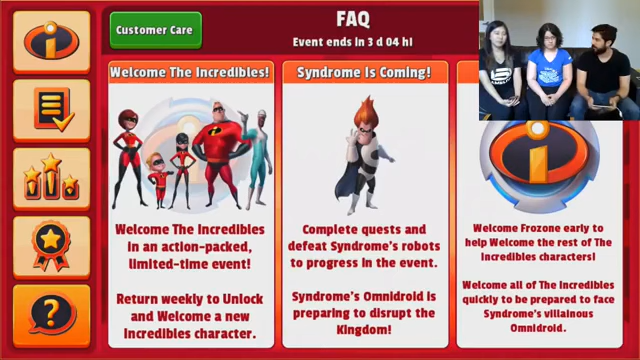 Customer Care
FAQ
Event ends in 3 d 04 h!
Welcome The Incredibles!
Welcome The Incredibles
in an action-packed,
limited-time event!
Return weekly to Unlock
and Welcome a new
Incredibles character.
Syndrome Is Coming!
Complete quests and
defeat Syndrome's robots
to progress in the event.
Syndrome's Omnidroid is
preparing to disrupt the
Kingdom!
Welcome Frozone early to
help Welcome the rest of The
Incredibles characters!
Welcome all of The Incredibles
quickly to be prepared to face
Syndrome's villainous
Omnidroid.